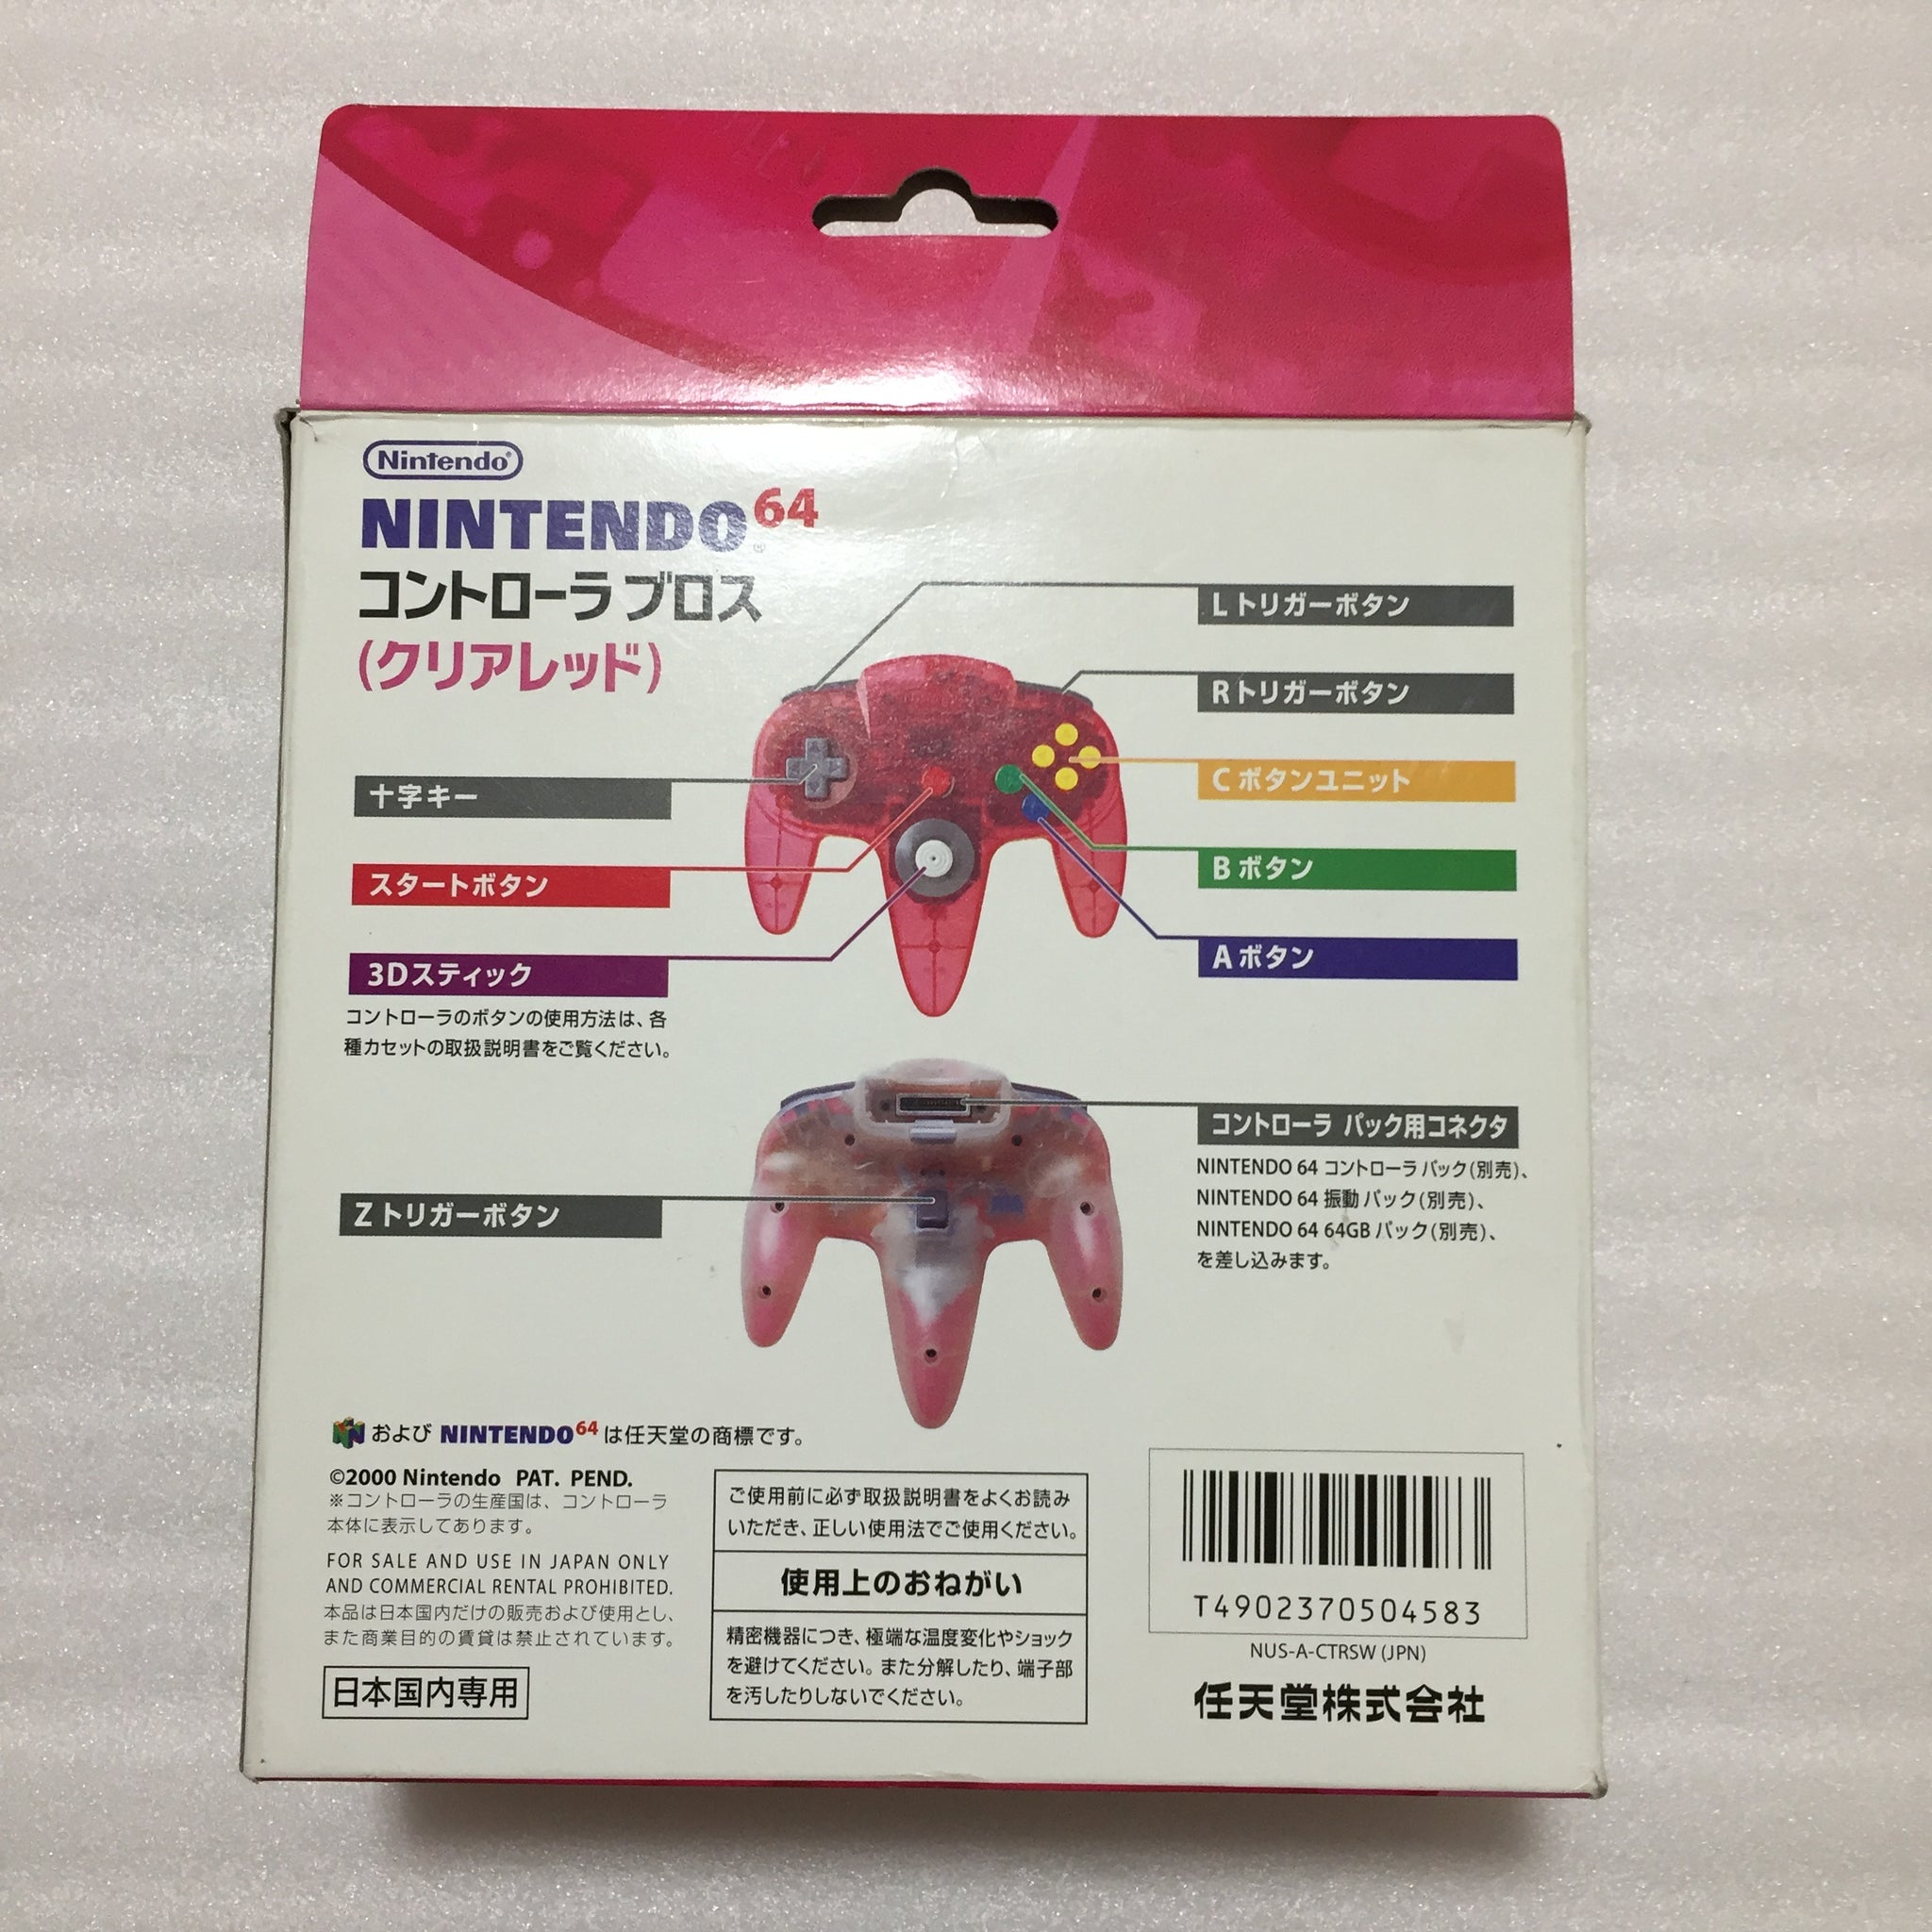 Nintendo®
NINTENDO64
コントローラ ブロス
(クリアレッド)
Lトリガーボタン
Rトリガーボタン
Cボタンユニット
Bボタン
Aボタン
十字キー
スタートボタン
3Dスティック
コントローラのボタンの使用方法は、各
種カセットの取扱説明書をご覧ください。
コントローラ パック用コネクタ
NINTENDO 64 コントローラパック(別売)、
NINTENDO 64 振動パック(別売)、
NINTENDO 64 64GBパック(別売)、
を差し込みます。
Zトリガーボタン
および NINTENDO64 は任天堂の商標です。
©2000 Nintendo PAT. PEND.
※コントローラの生産国は、コントローラ
本体に表示してあります。
FOR SALE AND USE IN JAPAN ONLY
AND COMMERCIAL RENTAL PROHIBITED.
本品は日本国内だけの販売および使用とし、
また商業目的の賃貸は禁止されています。
日本国内専用
ご使用前に必ず取扱説明書をよくお読み
いただき、正しい使用法でご使用ください。
使用上のおねがい
精密機器につき、極端な温度変化やショック
を避けてください。また分解したり、端子部
を汚したりしないでください。
T4902370504583
NUS-A-CTRSW (JPN)
任天堂株式会社